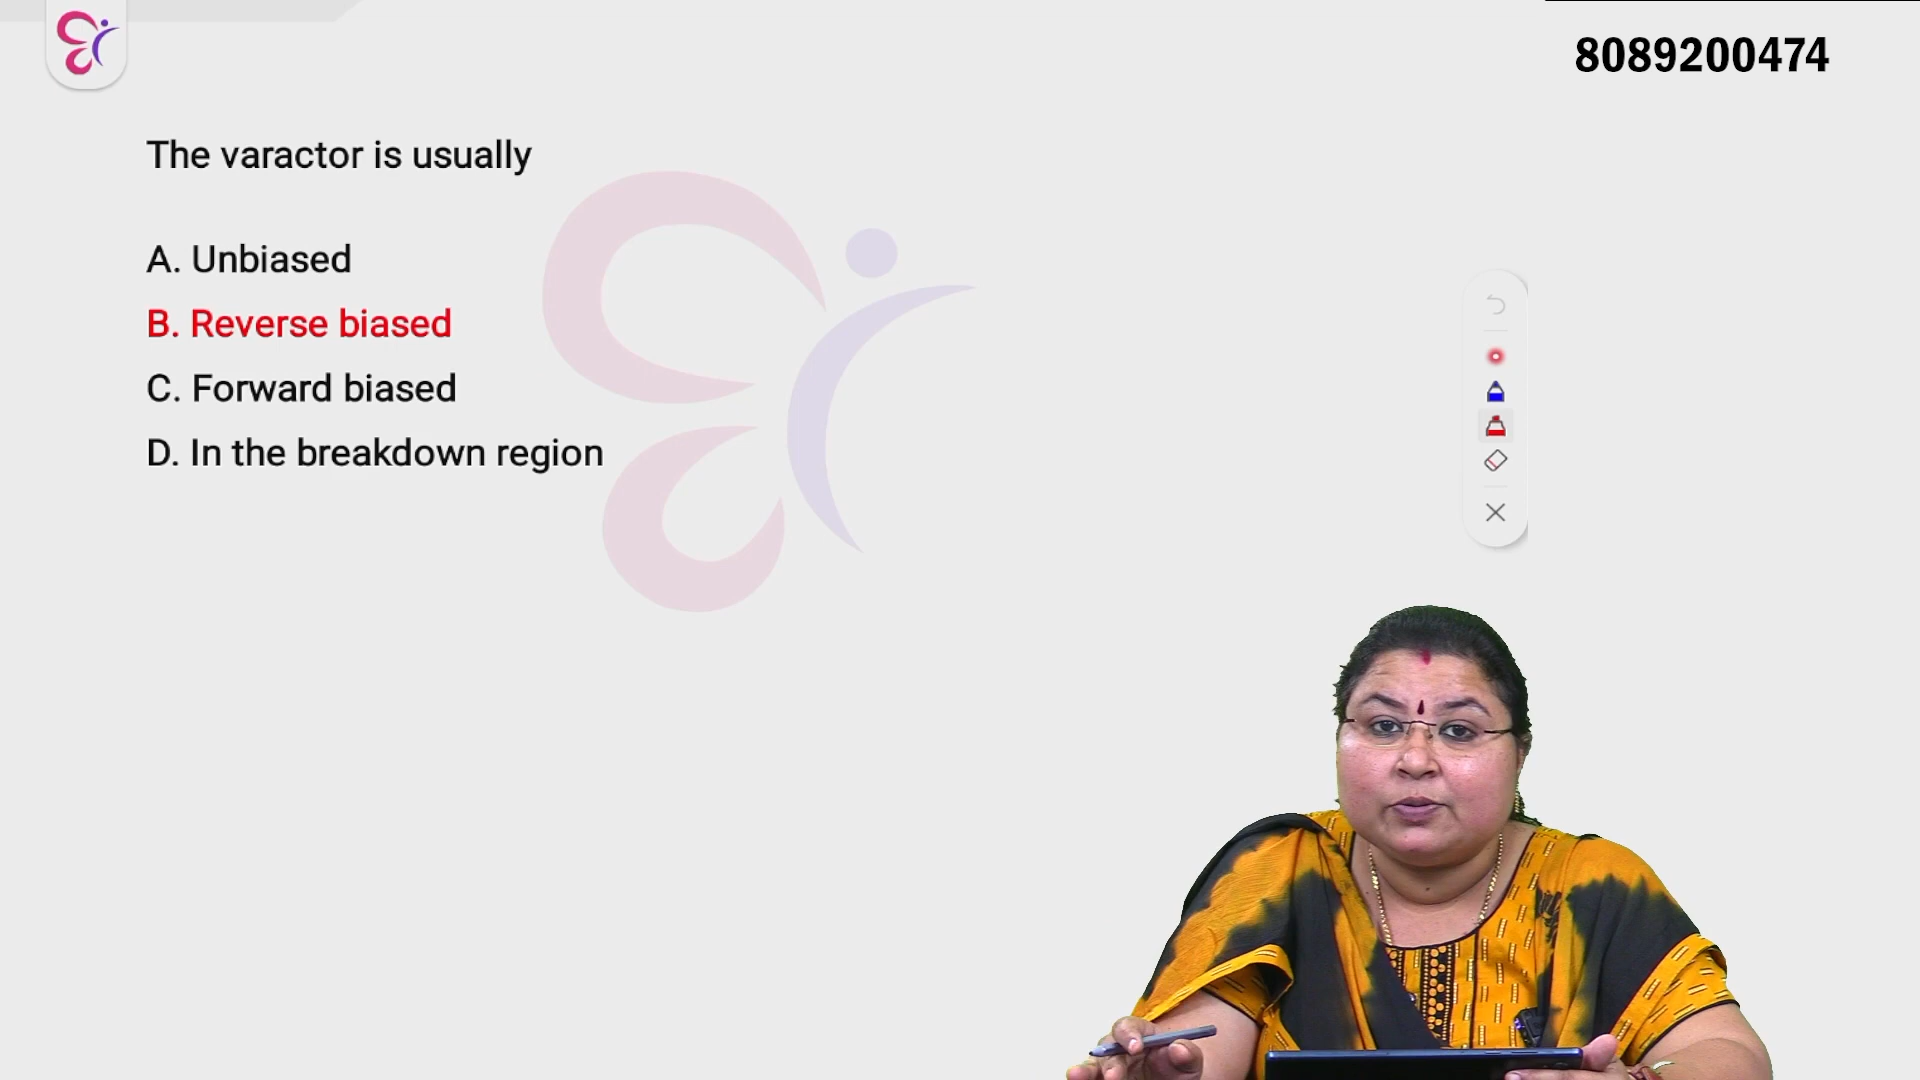 8089200474
The varactor is usually
A. Unbiased
B. Reverse biased
C. Forward biased
D. In the breakdown region